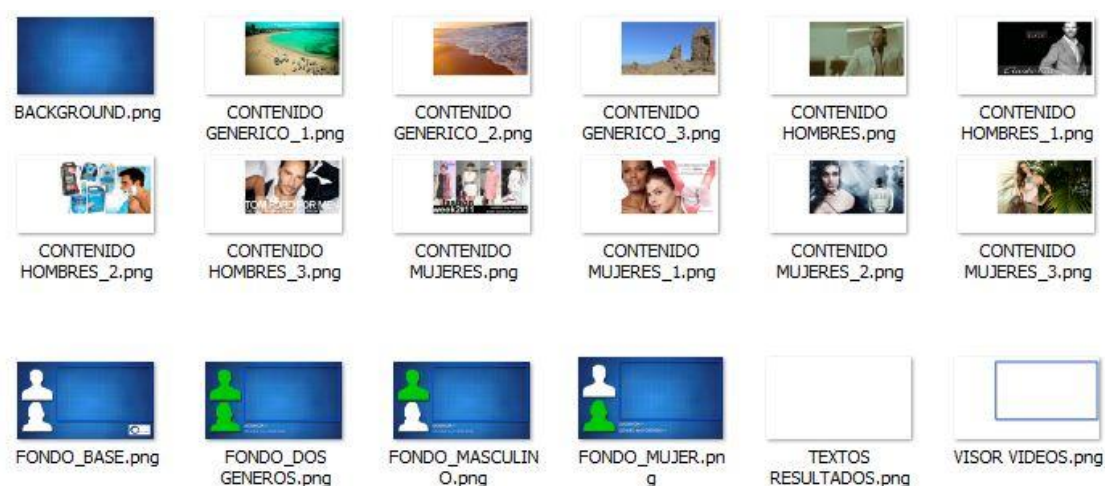 BACKGROUND.png
CONTENIDO
GENERICO_1.png
CONTENIDO
GENERICO_2.png
CONTENIDO
GENERICO_3.png
CONTENIDO
HOMBRES.png
CONTENIDO
HOMBRES_1.png
TOM FORD FOR MEN
week2011
CONTENIDO
HOMBRES_2.png
CONTENIDO
HOMBRES_3.png
CONTENIDO
MUJERES.png
CONTENIDO
MUJERES_1.png
CONTENIDO
MUJERES_2.png
CONTENIDO
MUJERES_3.png
FONDO_BASE.png
FONDO_DOS
GENEROS.png
FONDO_MASCULIN
O.png
FONDO_MUJER.pn
g
TEXTOS
RESULTADOS.png
VISOR VIDEOS.png